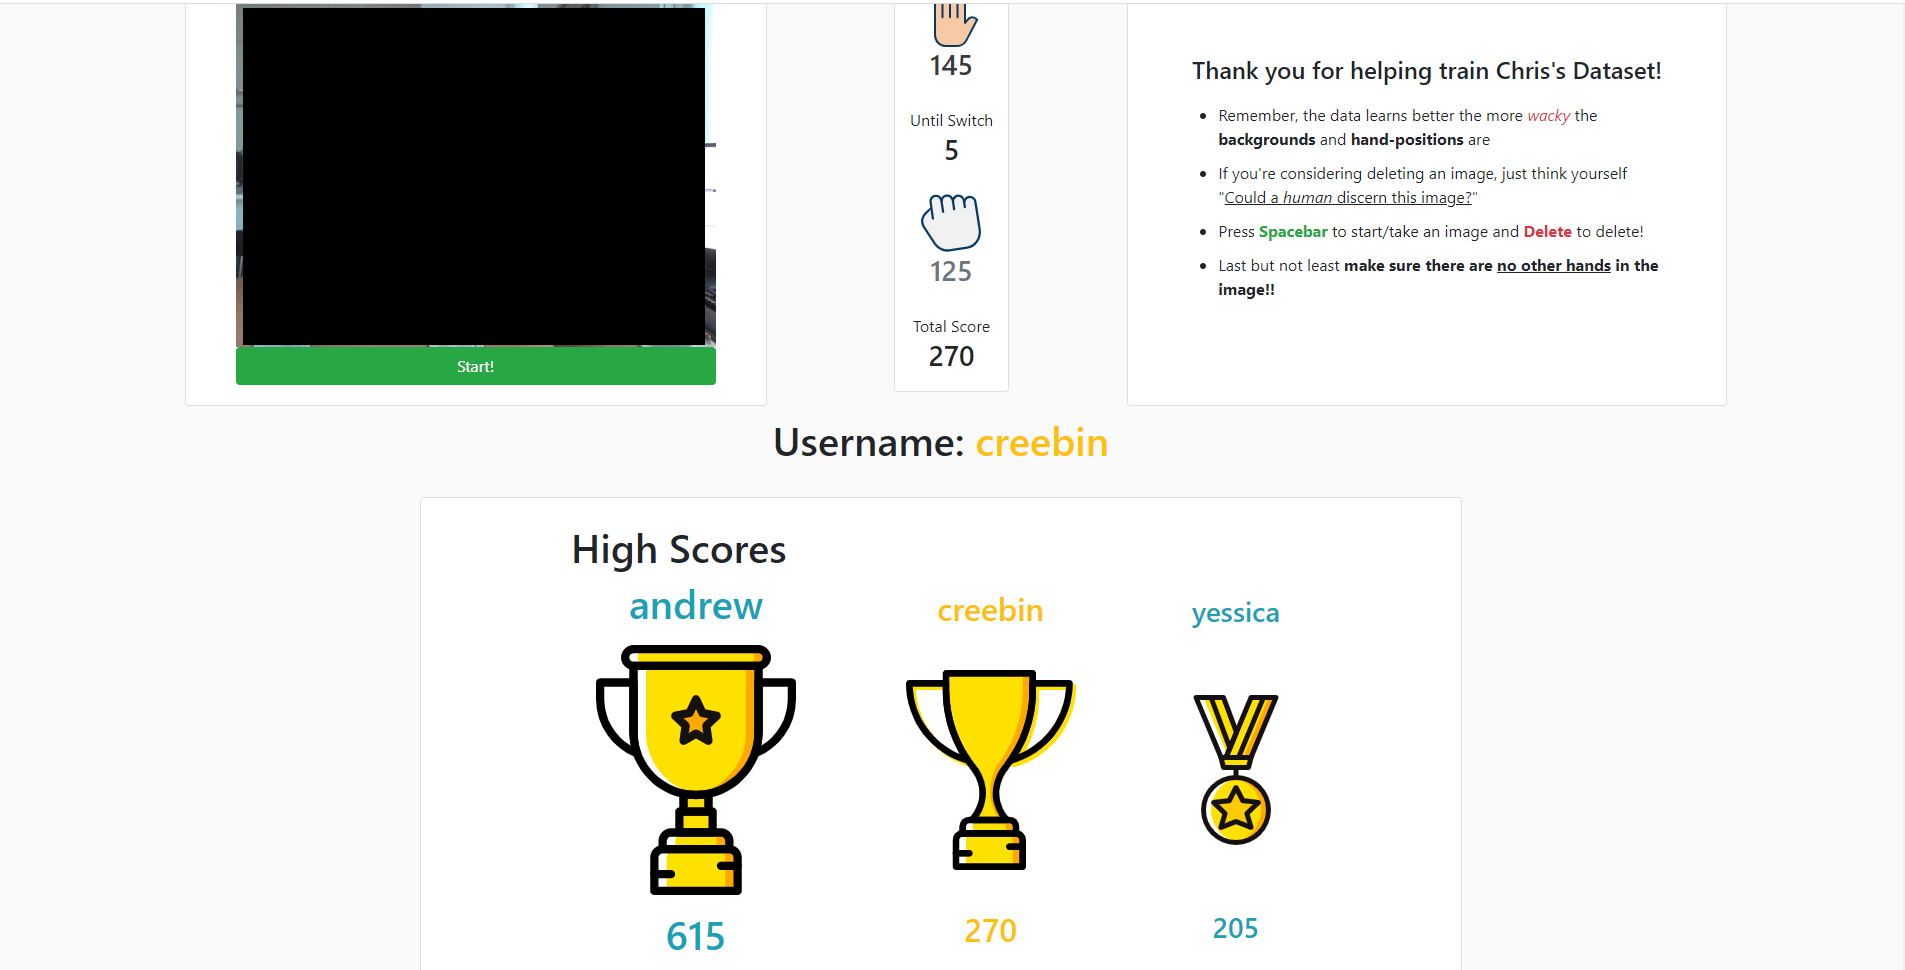 Start!
145
Until Switch
5
125
Total Score
270
Thank you for helping train Chris's Dataset!
Remember, the data learns better the more wacky the
backgrounds and hand-positions are
If you're considering deleting an image, just think yourself
"Could a human discern this image?"
Press Spacebar to start/take an image and Delete to delete!
Last but not least make sure there are no other hands in the
image!!
Username: creebin
High Scores
andrew
creebin
yessica
615
270
205